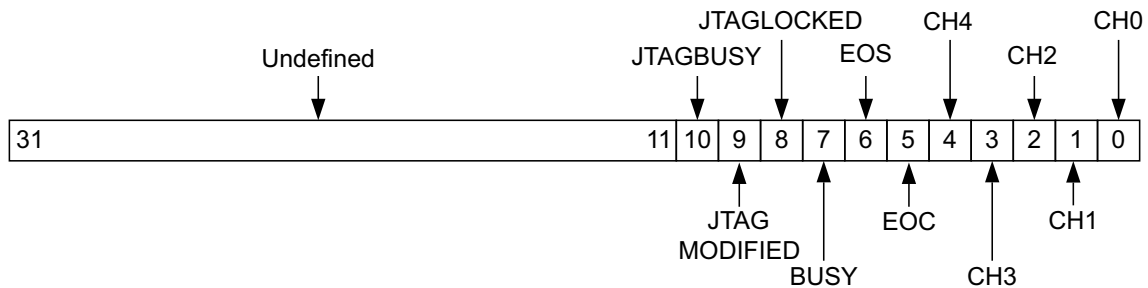 JTAGLOCKED CH4 CH0
Undefined JTAGBUSY EOS CH2
31 11 10 9 8 7 6 5 4 3 2 1 0
JTAG EOC CH1
MODIFIED
BUSY CH3